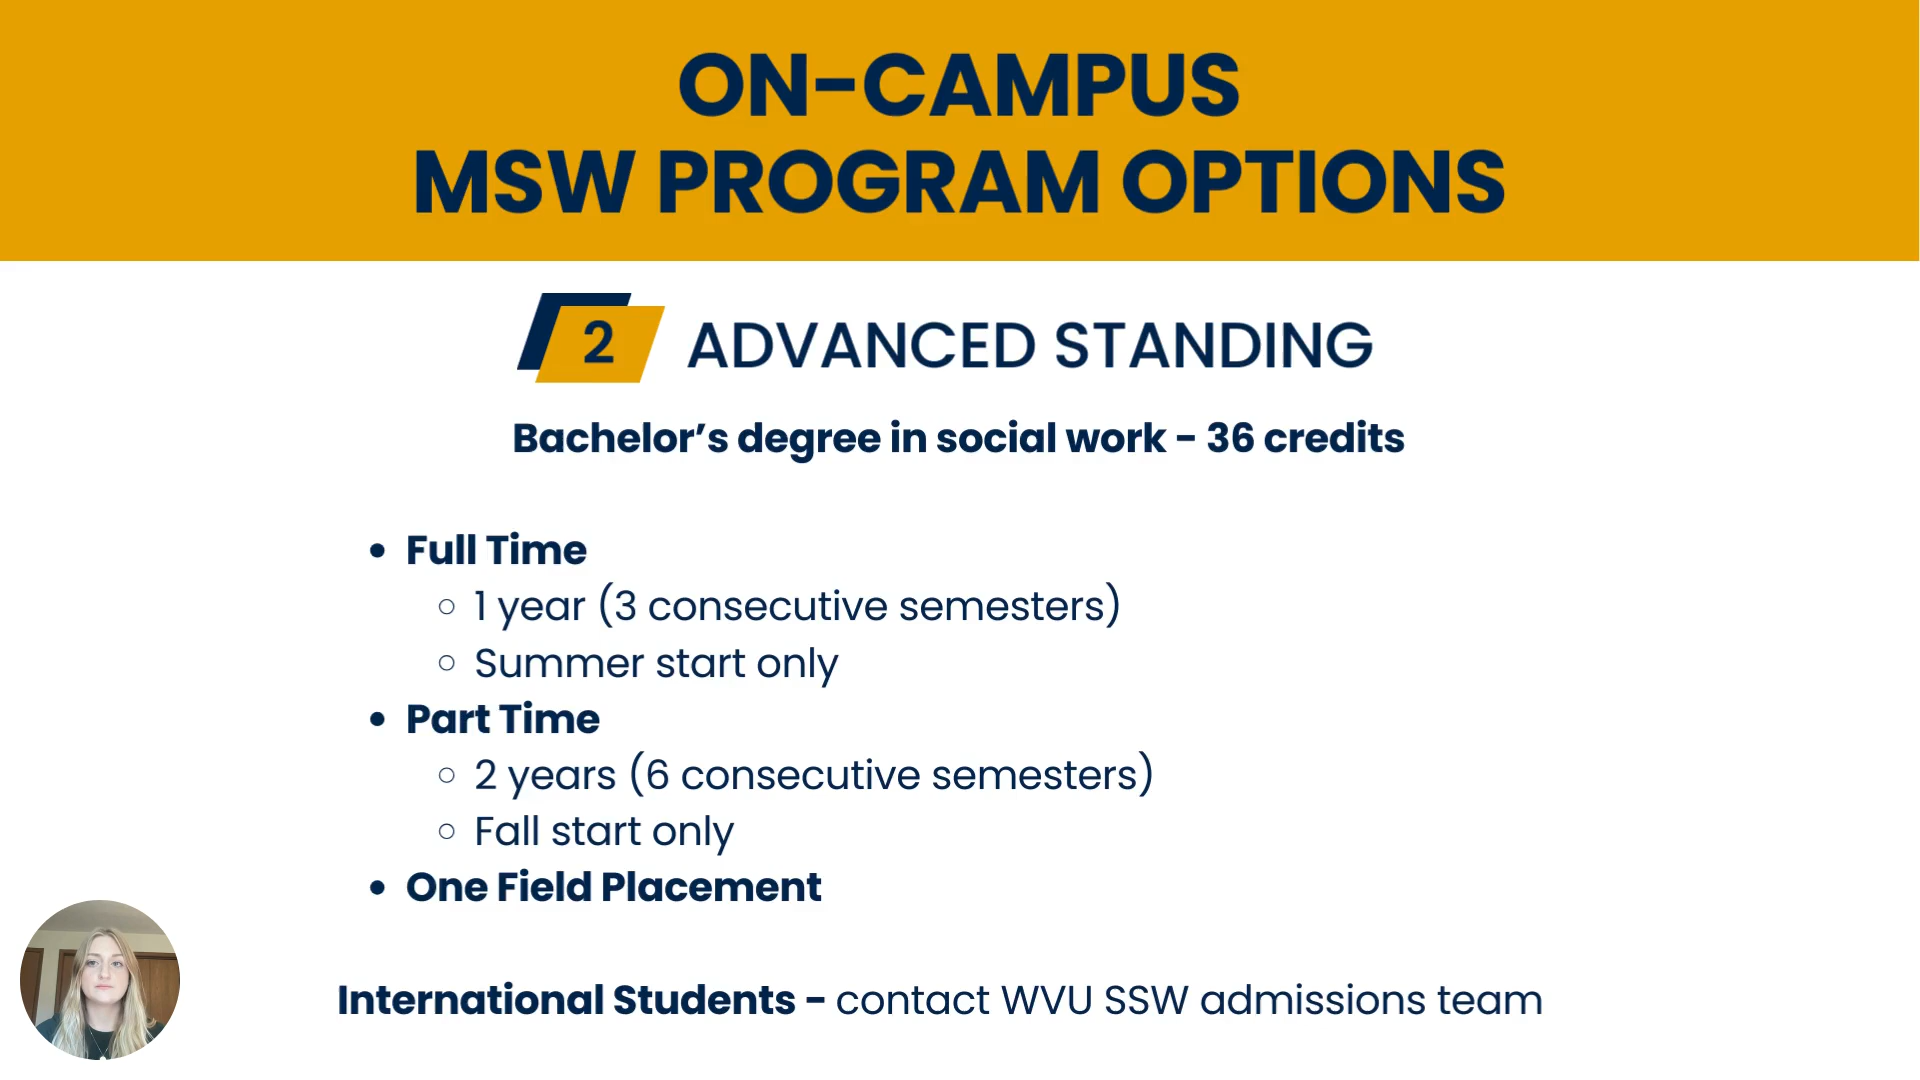 ON-CAMPUS
MSW PROGRAM OPTIONS
2 ADVANCED STANDING
Bachelor’s degree in social work - 36 credits
• Full Time
○ 1 year (3 consecutive semesters)
○ Summer start only
• Part Time
○ 2 years (6 consecutive semesters)
○ Fall start only
• One Field Placement
International Students - contact WVU SSW admissions team